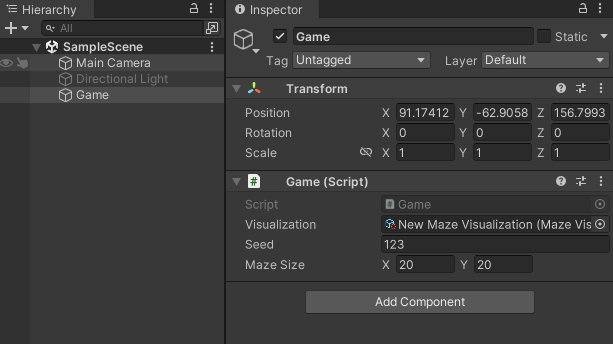 Hierarchy
All
SampleScene
Main Camera
Directional Light
Game
Inspector
Game
Static
Tag Untagged Layer Default
Transform
Position X 91.17412 Y -62.9058 Z 156.7993
Rotation X 0 Y 0 Z 0
Scale X 1 Y 1 Z 1
# Game (Script)
Script # Game
Visualization New Maze Visualization (Maze Vis
Seed 123
Maze Size X 20 Y 20
Add Component